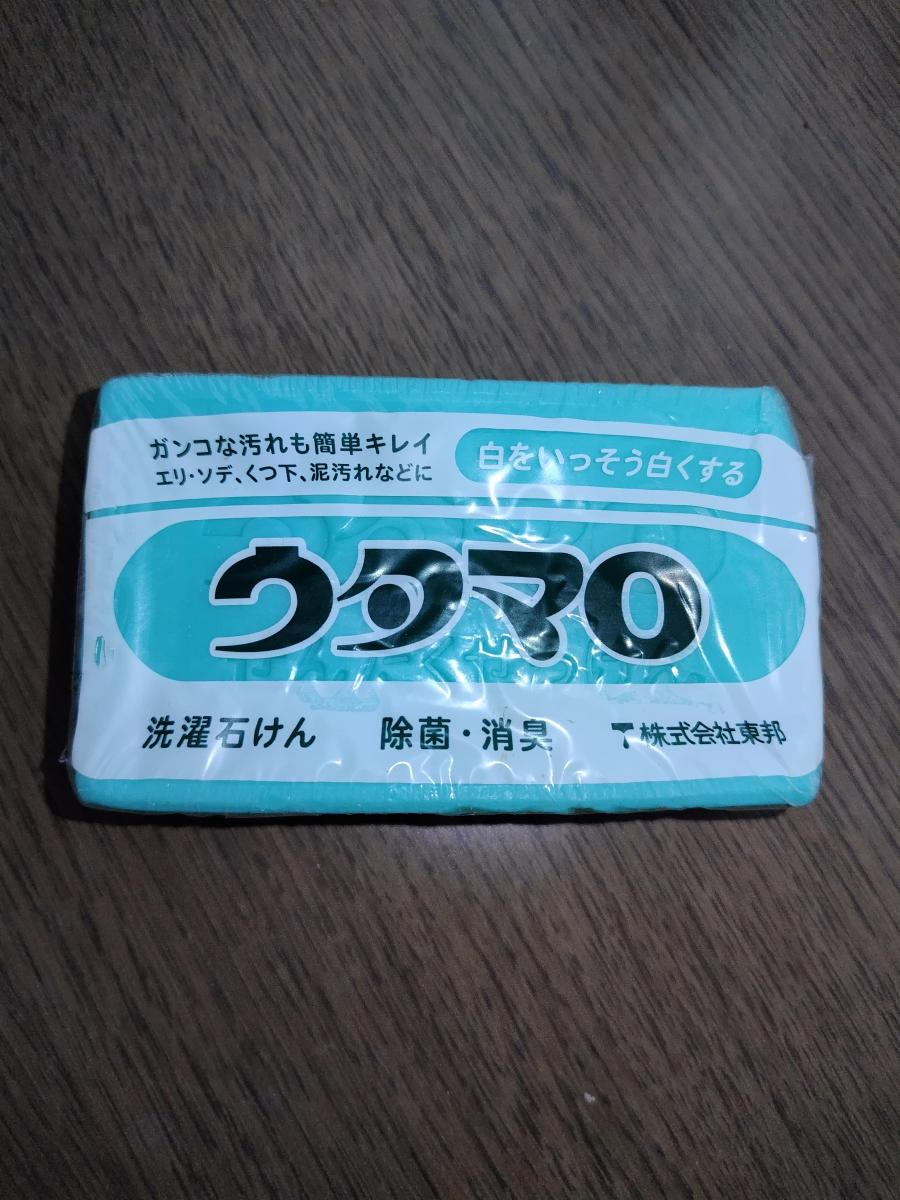 ガンコな汚れも簡単キレイ
エリ・ソデ、くつ下、泥汚れなどに
白をいっそう白くする
ウタマロ
洗濯石けん 除菌・消臭 株式会社東邦